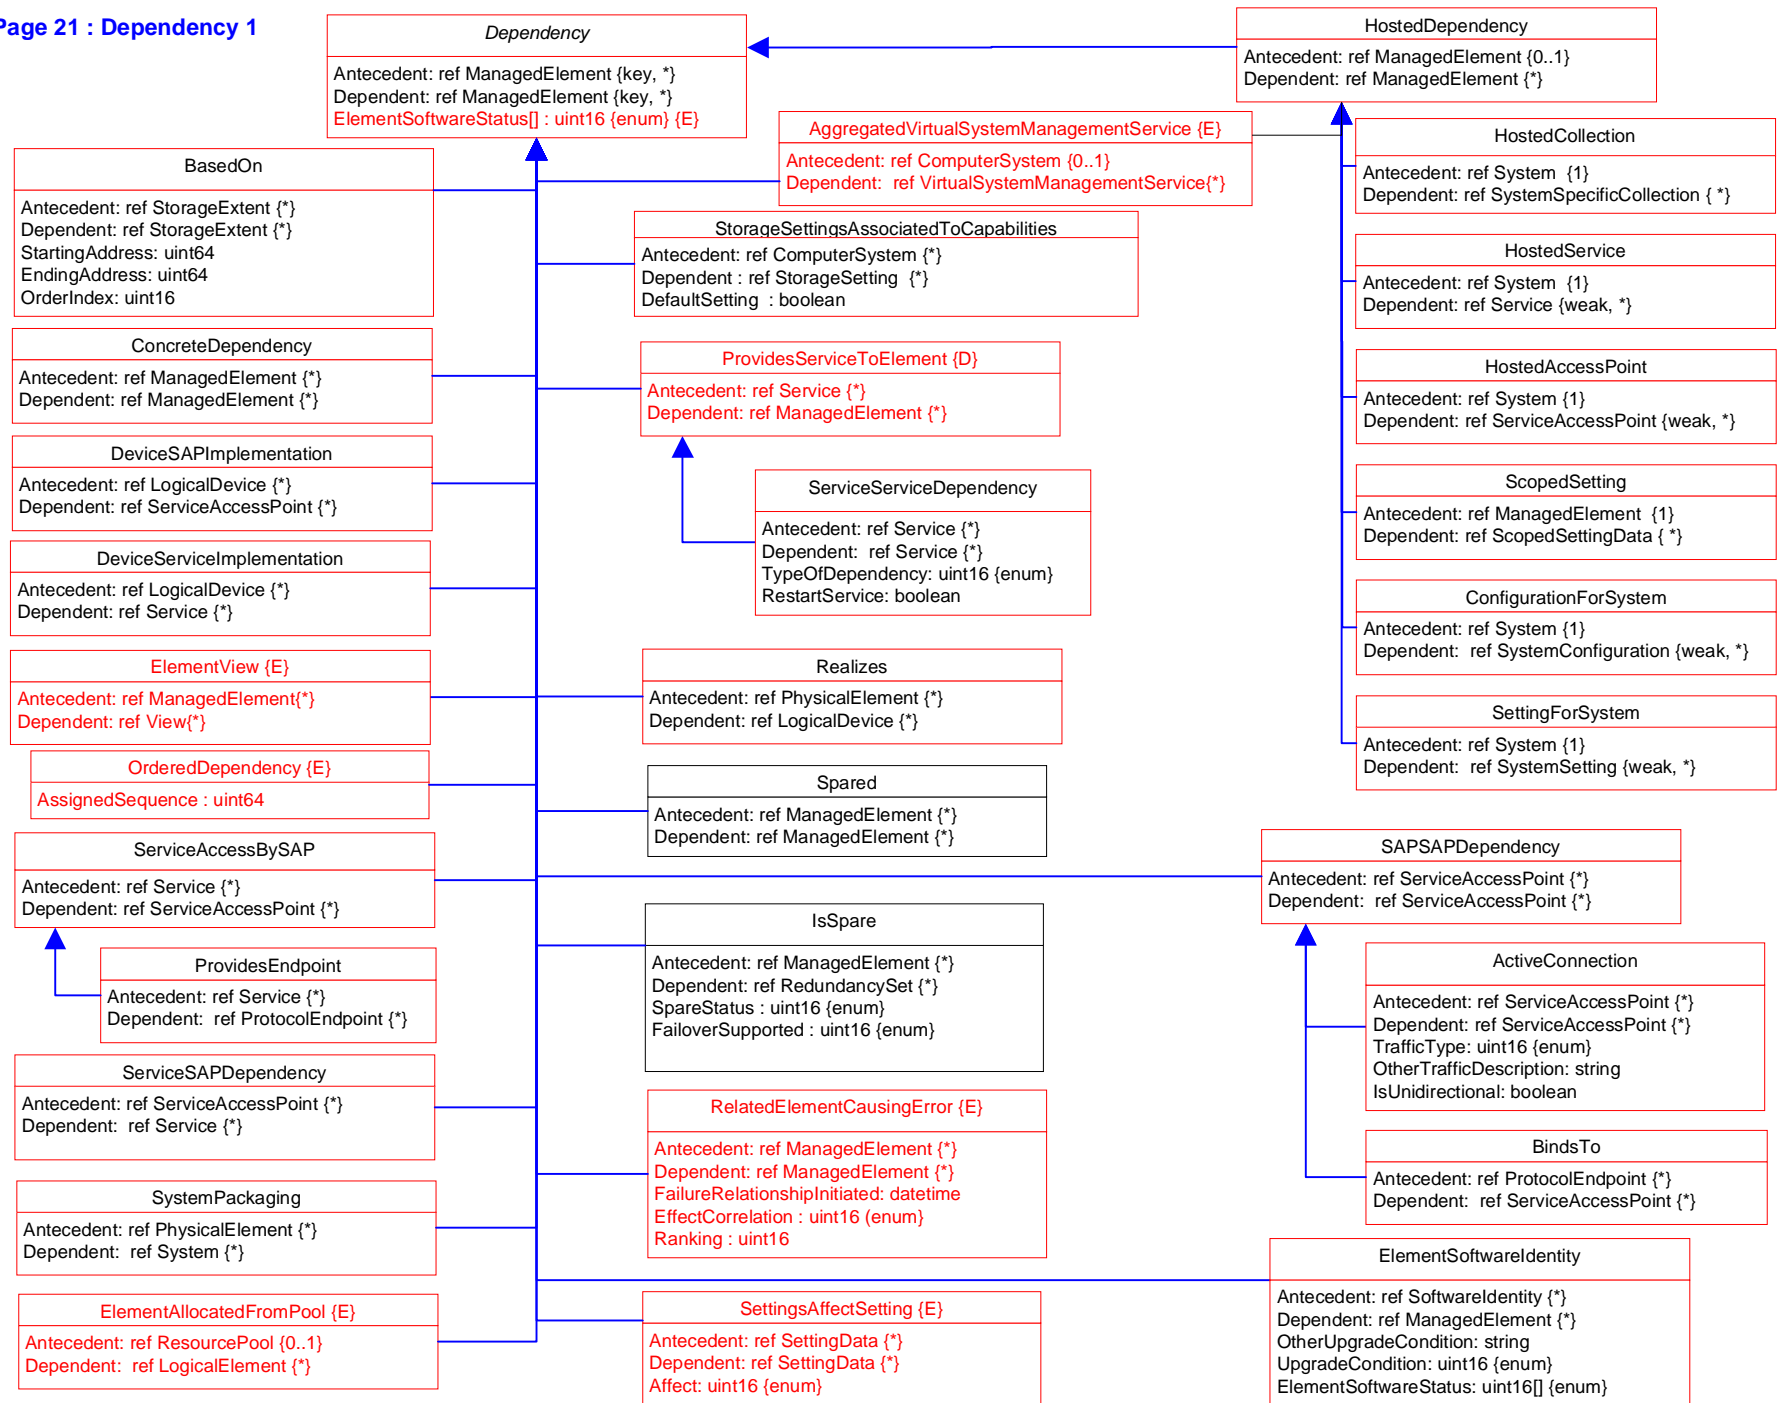 Page 21 : Dependency 1
Dependency
Antecedent: ref ManagedElement {key, *}
Dependent: ref ManagedElement {key, *}
ElementSoftwareStatus[] : uint16 {enum} {E}
HostedDependency
Antecedent: ref ManagedElement {0..1}
Dependent: ref ManagedElement {*}
AggregatedVirtualSystemManagementService {E}
Antecedent: ref ComputerSystem {0..1}
Dependent:  ref VirtualSystemManagementService{*}
BasedOn
Antecedent: ref StorageExtent {*}
Dependent: ref StorageExtent {*}
StartingAddress: uint64
EndingAddress: uint64
OrderIndex: uint16
StorageSettingsAssociatedToCapabilities
Antecedent: ref ComputerSystem {*}
Dependent : ref StorageSetting  {*}
DefaultSetting  : boolean
ConcreteDependency
Antecedent: ref ManagedElement {*}
Dependent: ref ManagedElement {*}
ProvidesServiceToElement {D}
Antecedent: ref Service {*}
Dependent: ref ManagedElement {*}
DeviceSAPImplementation
Antecedent: ref LogicalDevice {*}
Dependent: ref ServiceAccessPoint {*}
ServiceServiceDependency
Antecedent: ref Service {*}
Dependent:  ref Service {*}
TypeOfDependency: uint16 {enum}
RestartService: boolean
DeviceServiceImplementation
Antecedent: ref LogicalDevice {*}
Dependent: ref Service {*}
ElementView {E}
Antecedent: ref ManagedElement{*}
Dependent: ref View{*}
Realizes
Antecedent: ref PhysicalElement {*}
Dependent: ref LogicalDevice {*}
OrderedDependency {E}
AssignedSequence : uint64
Spared
Antecedent: ref ManagedElement {*}
Dependent: ref ManagedElement {*}
ServiceAccessBySAP
Antecedent: ref Service {*}
Dependent: ref ServiceAccessPoint {*}
ProvidesEndpoint
Antecedent: ref Service {*}
Dependent:  ref ProtocolEndpoint {*}
IsSpare
Antecedent: ref ManagedElement {*}
Dependent: ref RedundancySet {*}
SpareStatus : uint16 {enum}
FailoverSupported : uint16 {enum}
ServiceSAPDependency
Antecedent: ref ServiceAccessPoint {*}
Dependent:  ref Service {*}
RelatedElementCausingError {E}
Antecedent: ref ManagedElement {*}
Dependent: ref ManagedElement {*}
FailureRelationshipInitiated: datetime
EffectCorrelation : uint16 (enum}
Ranking : uint16
SystemPackaging
Antecedent: ref PhysicalElement {*}
Dependent:  ref System {*}
ElementAllocatedFromPool {E}
Antecedent: ref ResourcePool {0..1}
Dependent:  ref LogicalElement {*}
SettingsAffectSetting {E}
Antecedent: ref SettingData {*}
Dependent: ref SettingData {*}
Affect: uint16 {enum}
HostedCollection
Antecedent: ref System  {1}
Dependent: ref SystemSpecificCollection { *}
HostedService
Antecedent: ref System  {1}
Dependent: ref Service {weak, *}
HostedAccessPoint
Antecedent: ref System {1}
Dependent: ref ServiceAccessPoint {weak, *}
ScopedSetting
Antecedent: ref ManagedElement  {1}
Dependent: ref ScopedSettingData { *}
ConfigurationForSystem
Antecedent: ref System {1}
Dependent:  ref SystemConfiguration {weak, *}
SettingForSystem
Antecedent: ref System {1}
Dependent:  ref SystemSetting {weak, *}
SAPSAPDependency
Antecedent: ref ServiceAccessPoint {*}
Dependent:  ref ServiceAccessPoint {*}
ActiveConnection
Antecedent: ref ServiceAccessPoint {*}
Dependent: ref ServiceAccessPoint {*}
TrafficType: uint16 {enum}
OtherTrafficDescription: string
IsUnidirectional: boolean
BindsTo
Antecedent: ref ProtocolEndpoint {*}
Dependent:  ref ServiceAccessPoint {*}
ElementSoftwareIdentity
Antecedent: ref SoftwareIdentity {*}
Dependent: ref ManagedElement {*}
OtherUpgradeCondition: string
UpgradeCondition: uint16 {enum}
ElementSoftwareStatus: uint16[] {enum}